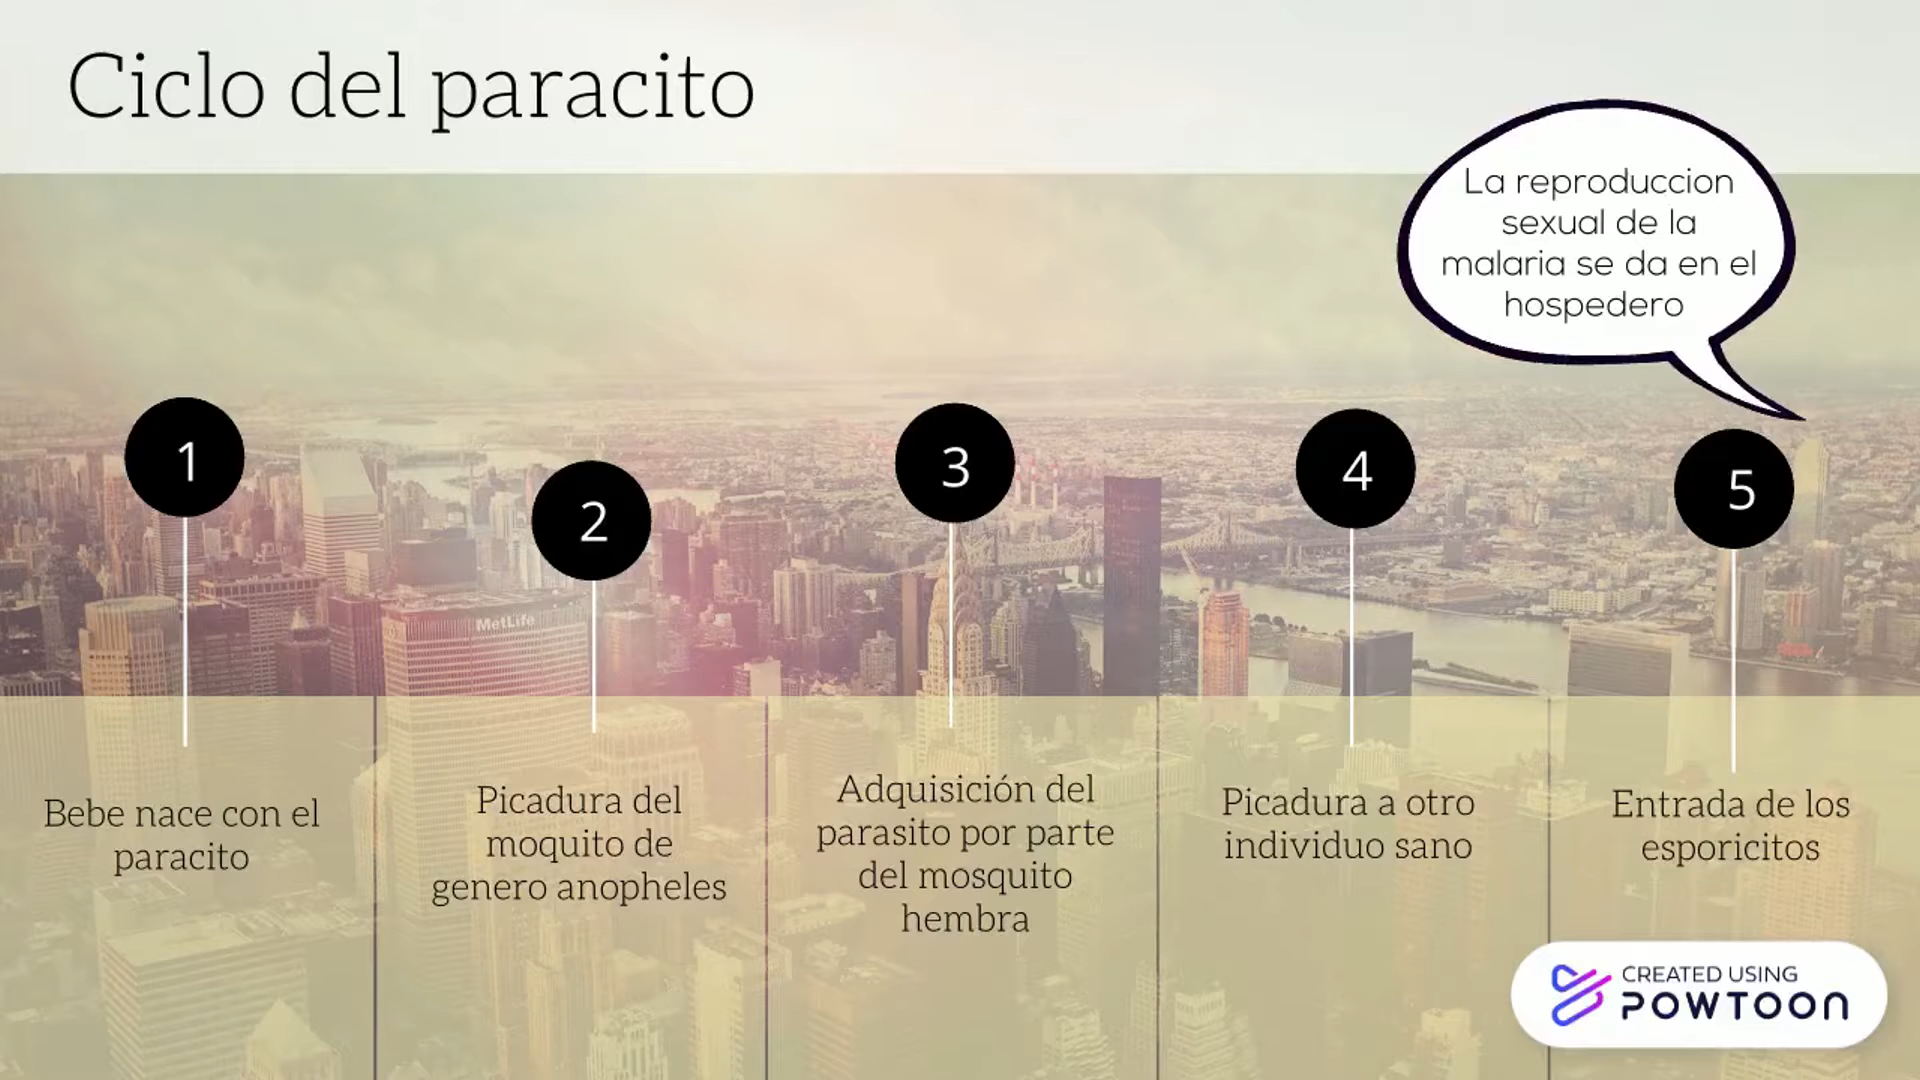 Ciclo del paracito
La reproduccion
sexual de la
malaria se da en el
hospedero
1
2
3
4
5
MetLife
Bebe nace con el
paracito
Picadura del
moquito de
genero anopheles
Adquisición del
parasito por parte
del mosquito
hembra
Picadura a otro
individuo sano
Entrada de los
esporicitos
CREATED USING
POWTOON